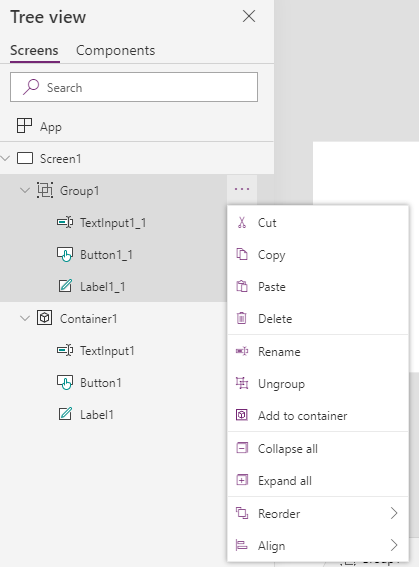 Tree view
Screens Components
Search
App
Screen1
Group1
TextInput1_1
Cut
Button1_1
Copy
Label1_1
Paste
Container1
Delete
TextInput1
Rename
Button1
Ungroup
Label1
Add to container
Collapse all
Expand all
Reorder
Align
Group1